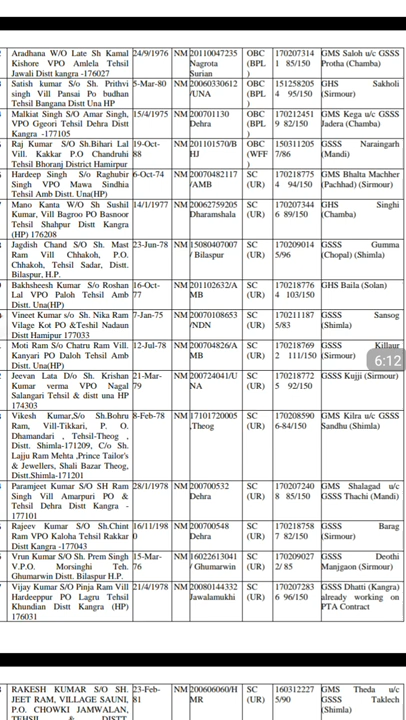 Aradhana W/O Late Sh Kamal Kishore VPO Amlela Tehsil Jawali Distt kangra -176027 24/9/1976 NM 20110047235 Nagrota Surian OBC (BPL) 170207314 1 85/150 GMS Saloh u/c GSSS Protha (Chamba)
Satish kumar S/o Sh. Prithvi singh Vill Pansai Po budhan Tehsil Bangana Distt Una HP 5-Mar-80 NM 20060330612 /UNA OBC (BPL) 151258205 4 95/150 GHS Sakholi (Sirmour)
Malkiat Singh S/O Amar Singh, VPO Ggeori Tehsil Dehra Distt Kangra -177105 15/4/1975 NM 200701130 Dehra OBC (BPL) 170212451 9 82/150 GMS Kega u/c GSSS Jadera (Chamba)
Raj Kumar S/o Sh.Bihari Lal Vill. Kakkar P.O Chandruhi Tehsil Bhoranj District Hamirpur 19-Oct-88 NM 201101570/B HJ OBC (WFF) 150311205 7/86 GSSS Naraingarh (Mandi)
Hardeep Singh S/o Raghubir Singh VPO Mawa Sindhia Tehsil Amb Distt. Una(HP) 6-Oct-74 NM 20070482117 /AMB SC (UR) 170218775 4 94/150 GMS Bhalta Machher (Pachhad) (Sirmour)
Mano Kanta W/O Sh Sushil Kumar, Vill Bagroo PO Basnoor Tehsil Shahpur Distt Kangra (HP) 176208 14/1/1977 NM 20062759205 Dharamshala SC (UR) 170207344 6 89/150 GHS Singhi (Chamba)
Jagdish Chand S/O Sh. Mast Ram Vill Chhakoh, P.O. Chhakoh, Tehsil Sadar, Distt. Bilaspur, H.P. 23-Jun-78 NM 15080407007 / Bilaspur SC (UR) 170209014 5/96 GSSS Gumma (Chopal) (Shimla)
Bakhsheesh Kumar S/o Roshan Lal VPO Paloh Tehsil Amb Distt. Una(HP) 16-Oct-77 NM 201102632/A MB SC (UR) 170218776 4 103/150 GHS Baila (Solan)
Vineet Kumar s/o Sh. Nika Ram Vilage Kot PO &Teshil Nadaun Distt Hamipur 177033 7-Jan-75 NM 20070108653 /NDN SC (UR) 170211187 5/83 GSSS Sansog (Shimla)
Moti Ram S/o Chatru Ram Vill. Kanyari PO Daloh Tehsil Amb Distt. Una(HP) 12-Jul-78 NM 200704826/A MB SC (UR) 170218769 2 111/150 GSSS Killaur (Sirmour)
6:12
Jeevan Lata D/o Sh. Krishan Kumar verma VPO Nagal Salangari Tehsil & distt una HP 174303 21-Mar-79 NM 200724041/U NA SC (UR) 170218772 5 92/150 GSSS Kujji (Sirmour)
Vikesh Kumar,S/o Sh.Bohru Ram, Vill-Tikkari, P. O. Dhamandari , Tehsil-Theog , Distt. Shimla-171209, C/o Sh. Lajju Ram Mehta ,Prince Tailor's & Jewellers, Shali Bazar Theog, Distt.Shimla-171201 8-Feb-78 NM 17101720005 ,Theog SC (UR) 170208590 6-84/150 GMS Kilra u/c GSSS Sandhu (Shimla)
Paramjeet Kumar S/O SH Ram Singh Vill Amarpuri PO & Tehsil Dehra Distt Kangra - 177101 28/1/1978 NM 200700532 Dehra SC (UR) 170207240 8 85/150 GMS Shalagad u/c GSSS Thachi (Mandi)
Rajeev Kumar S/O Sh.Chint Ram VPO Kaloha Tehsil Rakkar Distt Kangra -177043 16/11/198 0 NM 200700548 Dehra SC (UR) 170218758 7 82/150 GSSS Barag (Sirmour)
Vrun Kumar S/O Sh. Prem Singh V.P.O. Morsinghi Teh. Ghumarwin Distt. Bilaspur H.P. 15-Mar-76 NM 16022613041 / Ghumarwin SC (UR) 170209027 2/ 85 GSSS Deothi Manjgaon (Sirmour)
Vijay Kumar S/O Pinja Ram Vill Hardeeppur PO Lagru Tehsil Khundian Distt Kangra (HP) 176031 21/4/1978 NM 20080144332 Jawalamukhi SC (UR) 170207283 6 96/150 GSSS Dhatti (Kangra) already working on PTA Contract
RAKESH KUMAR S/O SH. JEET RAM, VILLAGE SAUNI, P.O. CHOWKI JAMWALAN, 23-Feb-81 NM 200606060/H MR SC (UR) 160312227 5/90 GMS Theda u/c GSSS Taklech (Shimla)